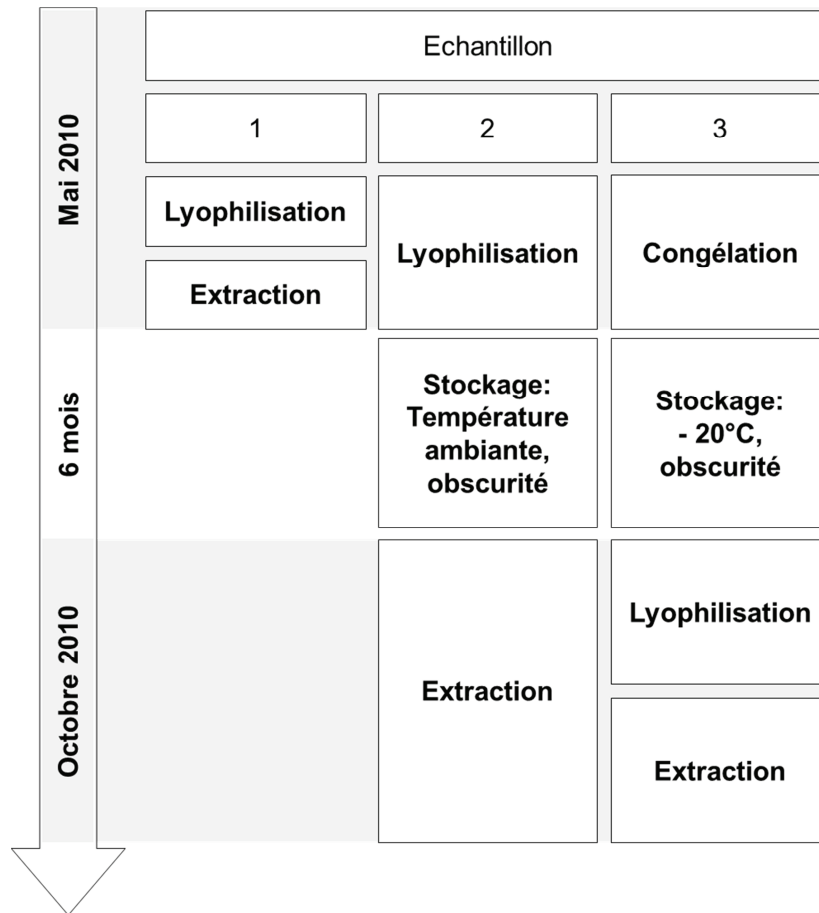 Echantillon
1
2
3
Mai 2010
Lyophilisation
Extraction
Lyophilisation
Congélation
6 mois
Stockage:
Température
ambiante,
obscurité
Stockage:
- 20°C,
obscurité
Octobre 2010
Extraction
Lyophilisation
Extraction